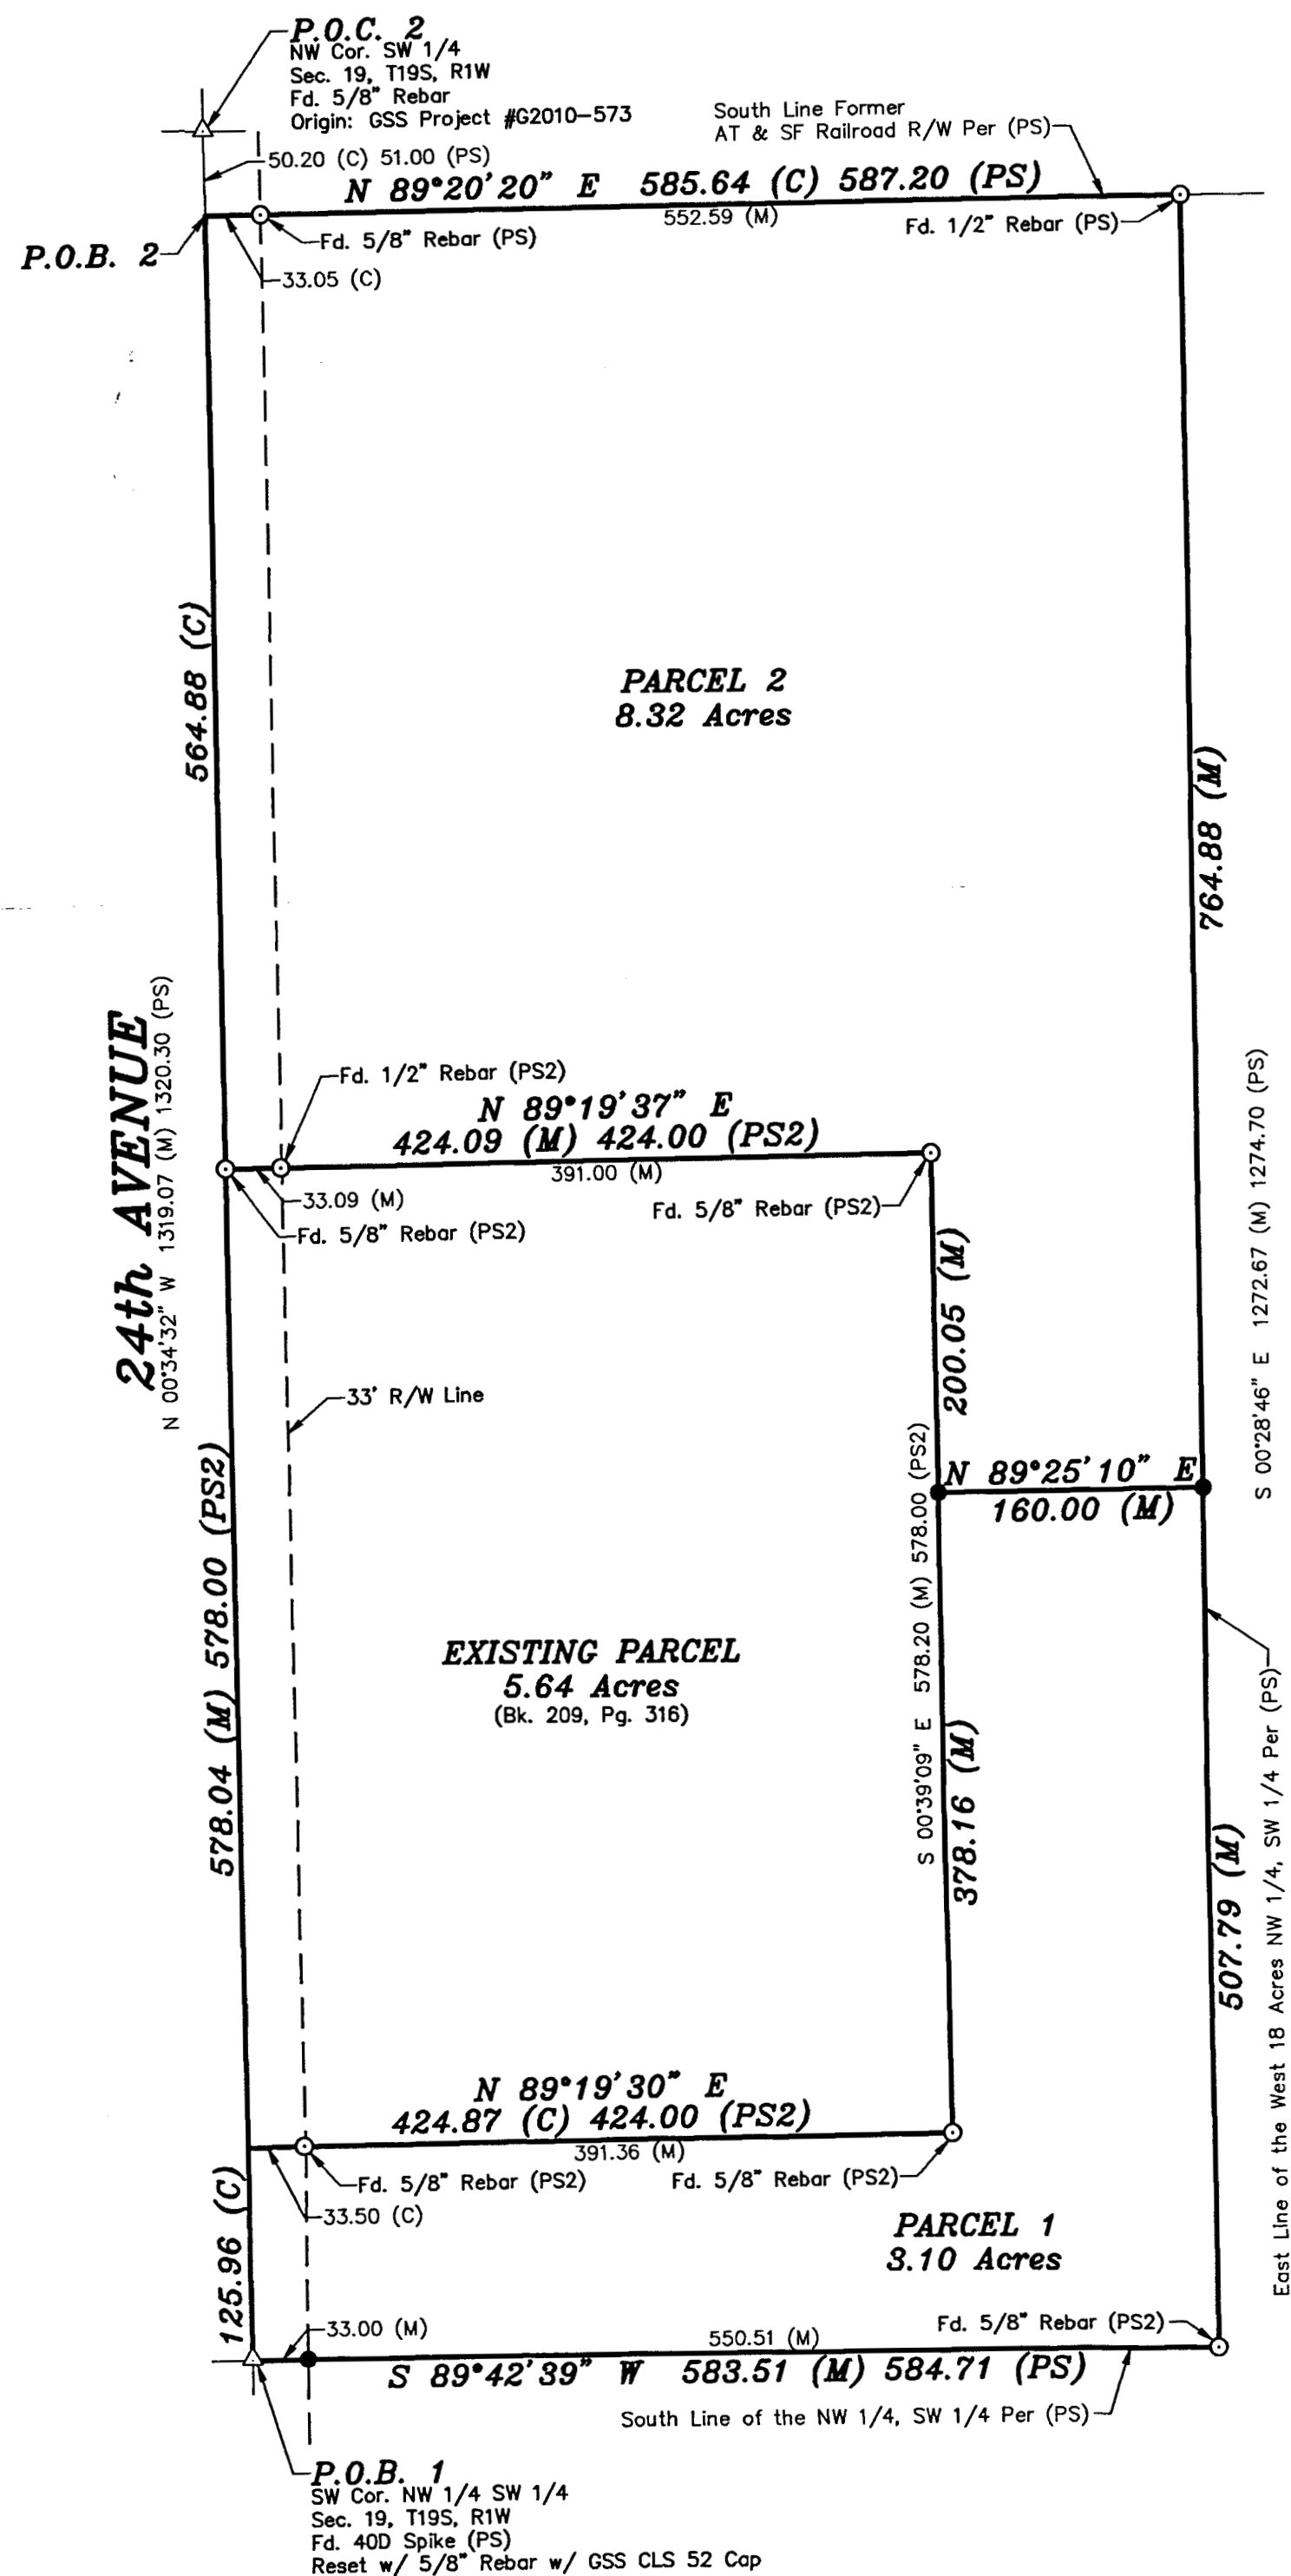 P.O.C. 2
NW Cor. SW 1/4
Sec. 19, T19S, R1W
Fd. 5/8" Rebar
Origin: GSS Project #G2010-573
South Line Former
AT & SF Railroad R/W Per (PS)
50.20 (C) 51.00 (PS)
N 89°20'20" E 585.64 (C) 587.20 (PS)
552.59 (M)
Fd. 1/2" Rebar (PS)
Fd. 5/8" Rebar (PS)
P.O.B. 2
33.05 (C)
564.88 (C)
PARCEL 2
8.32 Acres
764.88 (M)
24th AVENUE
N 00°34'32" W 1319.07 (M) 1320.30 (PS)
S 00°28'46" E 1272.67 (M) 1274.70 (PS)
Fd. 1/2" Rebar (PS2)
N 89°19'37" E
424.09 (M) 424.00 (PS2)
391.00 (M)
33.09 (M)
Fd. 5/8" Rebar (PS2)
Fd. 5/8" Rebar (PS2)
200.05 (M)
33' R/W Line
N 89°25'10" E
160.00 (M)
578.04 (M) 578.00 (PS2)
S 00°39'09" E 578.20 (M) 578.00 (PS2)
EXISTING PARCEL
5.64 Acres
(Bk. 209, Pg. 316)
378.16 (M)
507.79 (M)
East Line of the West 18 Acres NW 1/4, SW 1/4 Per (PS)
N 89°19'30" E
424.87 (C) 424.00 (PS2)
391.36 (M)
Fd. 5/8" Rebar (PS2)
Fd. 5/8" Rebar (PS2)
33.50 (C)
125.96 (C)
PARCEL 1
3.10 Acres
33.00 (M)
550.51 (M)
Fd. 5/8" Rebar (PS2)
S 89°42'39" W 583.51 (M) 584.71 (PS)
South Line of the NW 1/4, SW 1/4 Per (PS)
P.O.B. 1
SW Cor. NW 1/4 SW 1/4
Sec. 19, T19S, R1W
Fd. 40D Spike (PS)
Reset w/ 5/8" Rebar w/ GSS CLS 52 Cap